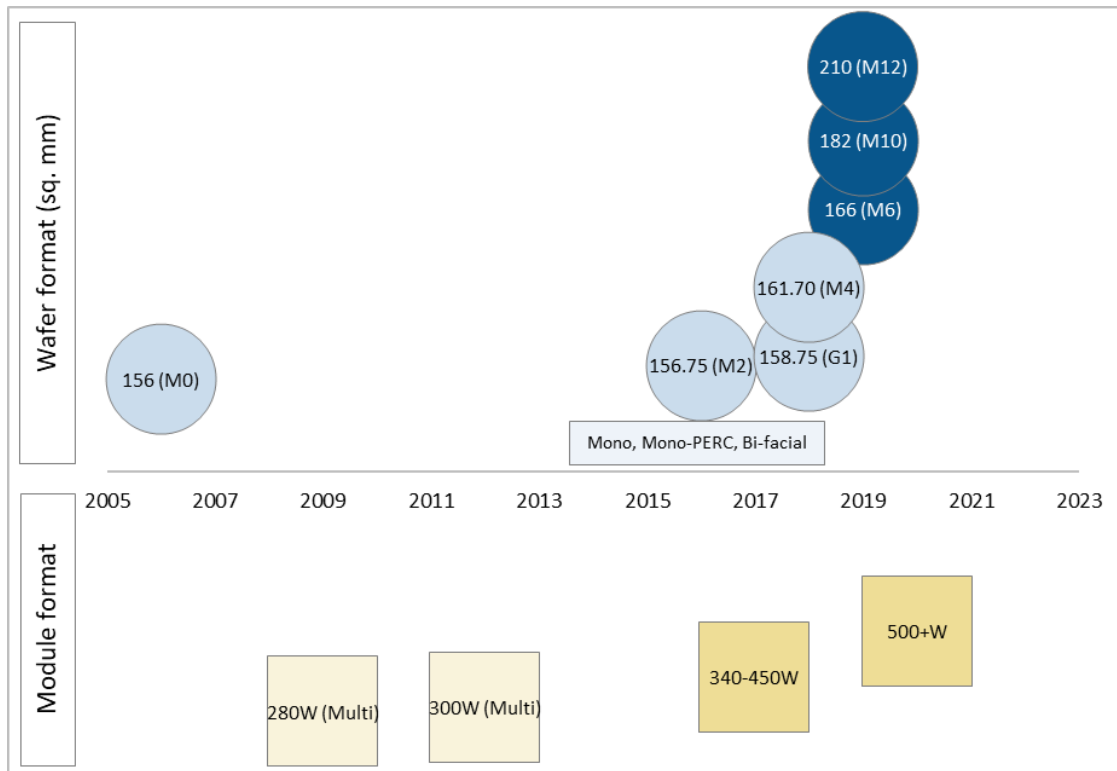 Wafer format (sq. mm)
210 (M12)
182 (M10)
166 (M6)
161.70 (M4)
156.75 (M2)
158.75 (G1)
156 (M0)
Mono, Mono-PERC, Bi-facial
2005
2007
2009
2011
2013
2015
2017
2019
2021
2023
Module format
500+W
340-450W
280W (Multi)
300W (Multi)